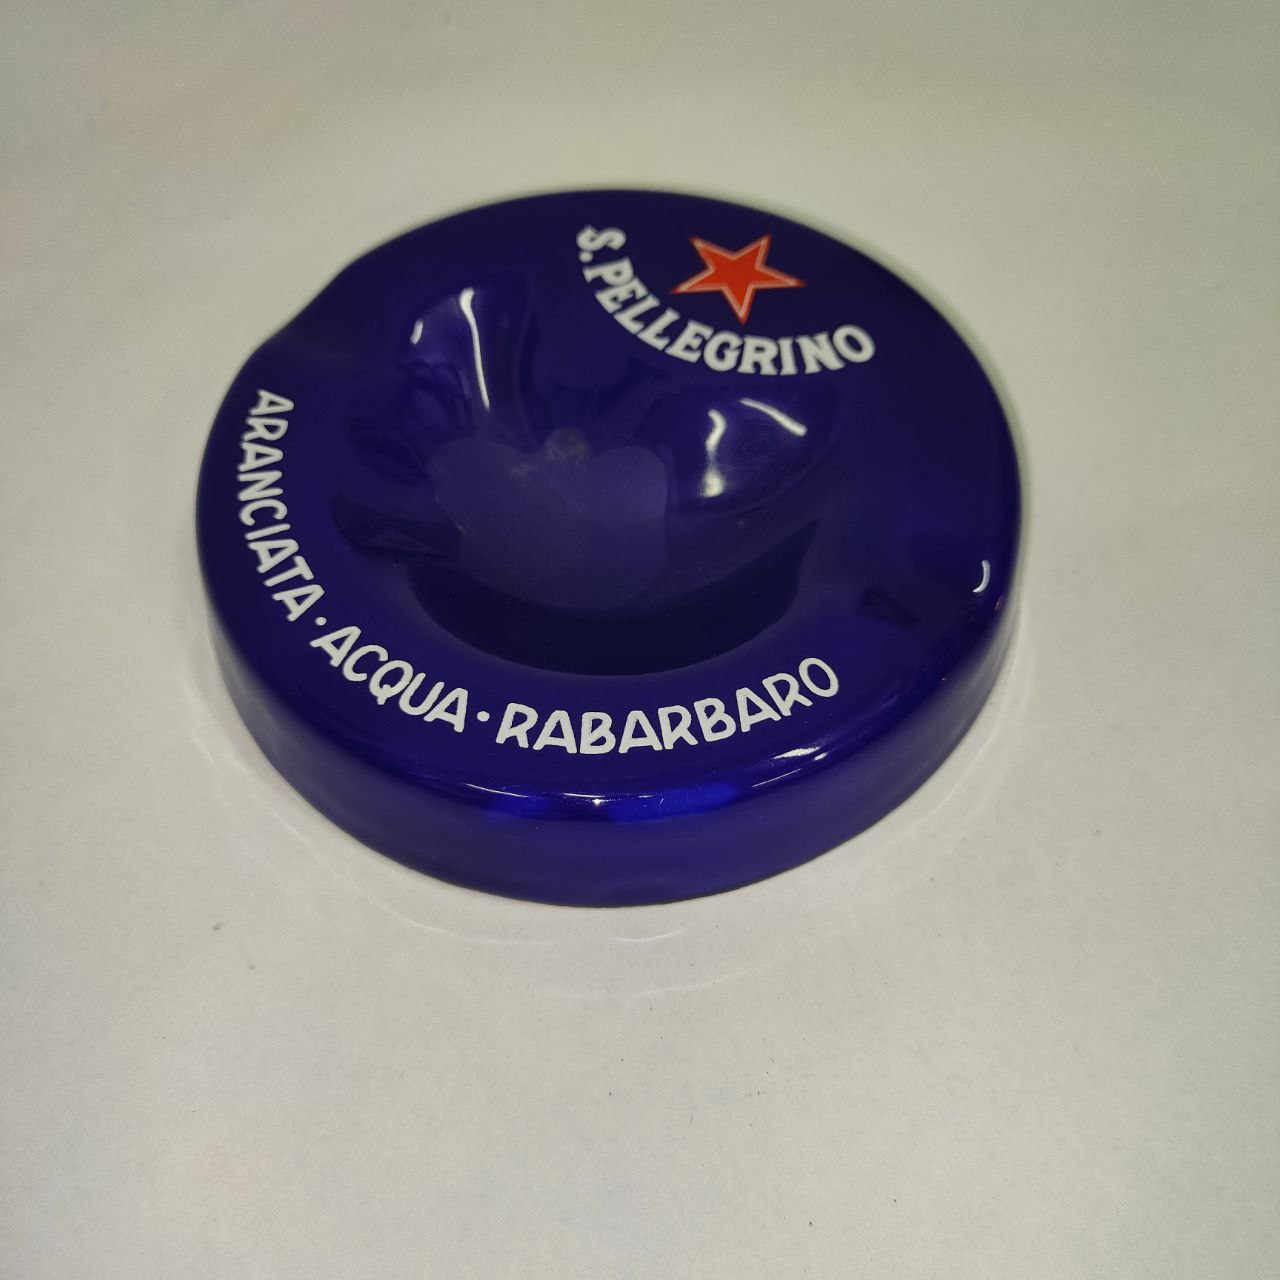 S. PELLEGRINO
ARANCIATA · ACQUA · RABARBARO